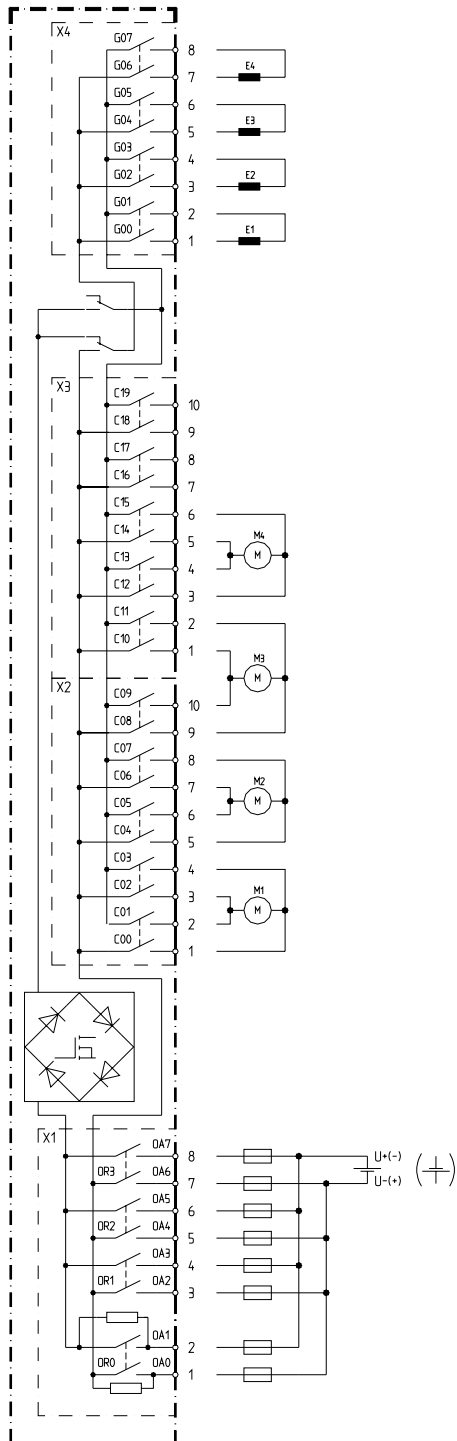 X4
G07 8
G06 7 E4
G05 6
G04 5 E3
G03 4
G02 3 E2
G01 2
G00 1 E1
X3
C19 10
C18 9
C17 8
C16 7
C15 6
C14 5 M4
C13 4 M
C12 3
C11 2
C10 1 M3
X2 M
C09 10
C08 9
C07 8
C06 7 M2
C05 6 M
C04 5
C03 4
C02 3 M1
C01 2 M
C00 1
X1
OA7 8 U+(-)
OR3 OA6 7 U-(+)
OA5 6
OR2 OA4 5
OA3 4
OR1 OA2 3
OA1 2
OR0 OA0 1